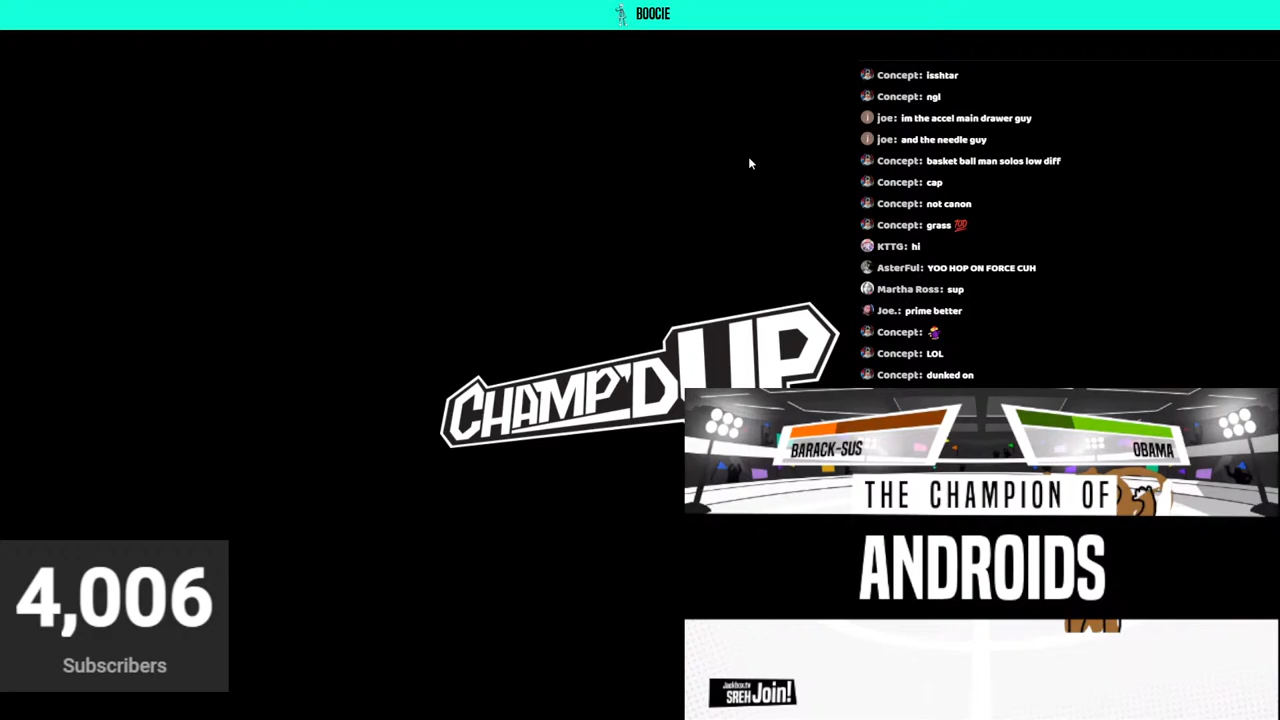 BOOCIE
Concept: isshtar
Concept: ngl
joe: im the accel main drawer guy
joe: and the needle guy
Concept: basket ball man solos low diff
Concept: cap
Concept: not canon
Concept: grass 💯
KTTG: hi
AsterFul: YOO HOP ON FORCE CUH
Martha Ross: sup
Joe.: prime better
Concept:
Concept: LOL
Concept: dunked on
CHAMP'D UP
BARACK-SUS
OBAMA
THE CHAMPION OF
ANDROIDS
4,006
Subscribers
Jackbox.tv
SREH Join!